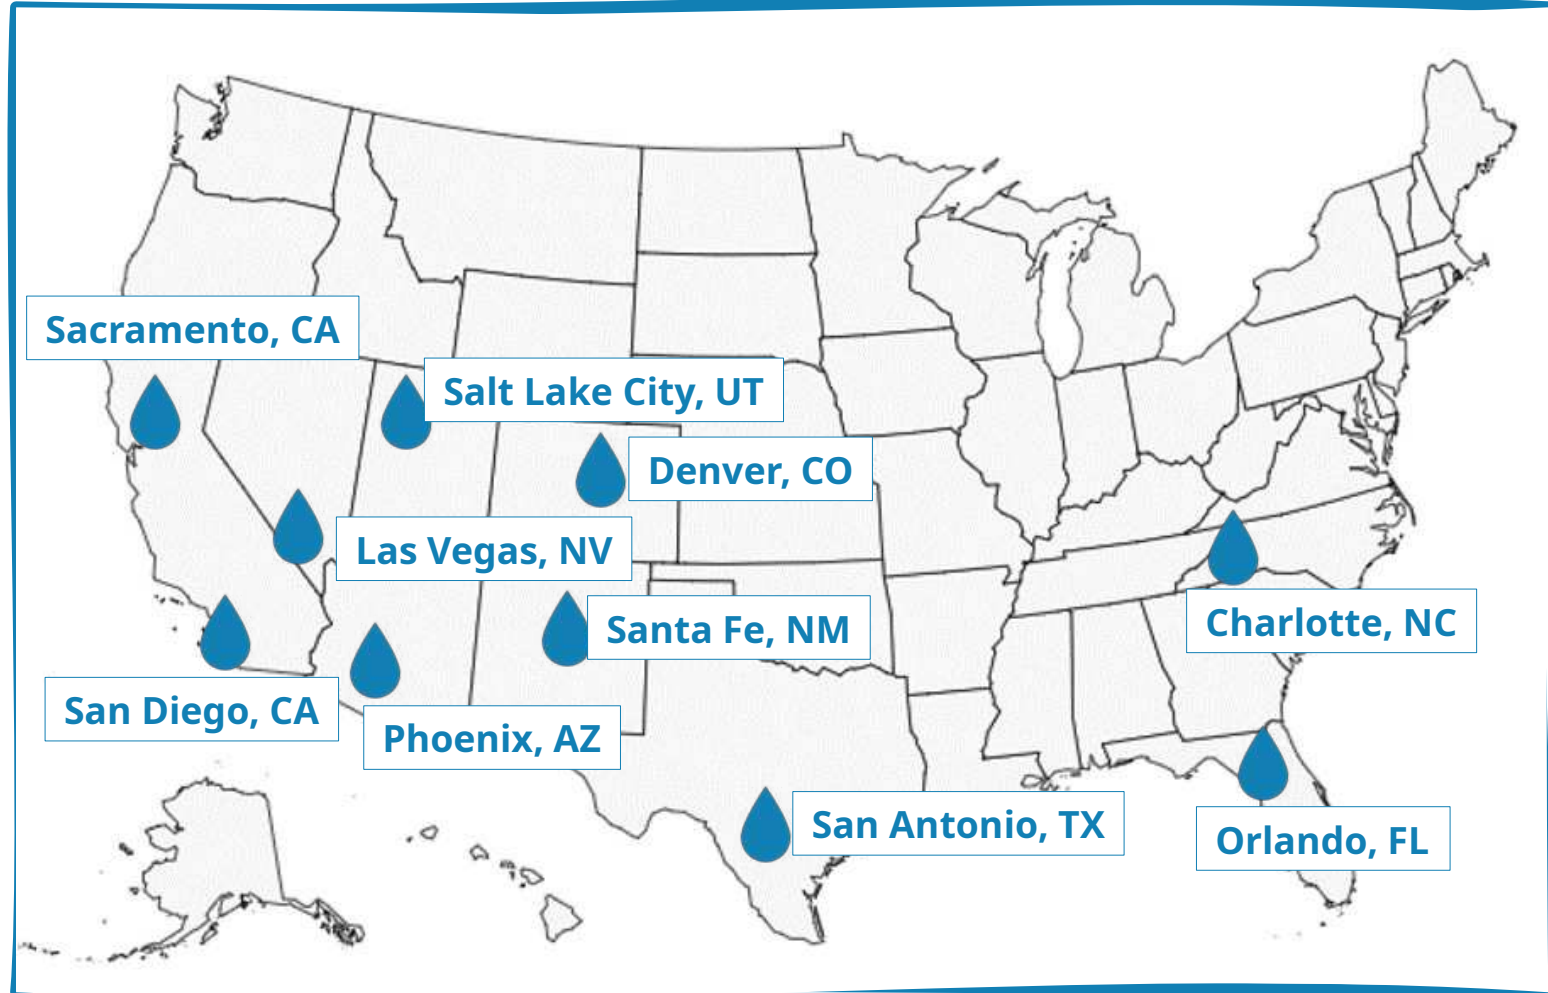 Sacramento, CA
Salt Lake City, UT
Denver, CO
Las Vegas, NV
Santa Fe, NM
Charlotte, NC
San Diego, CA
Phoenix, AZ
San Antonio, TX
Orlando, FL